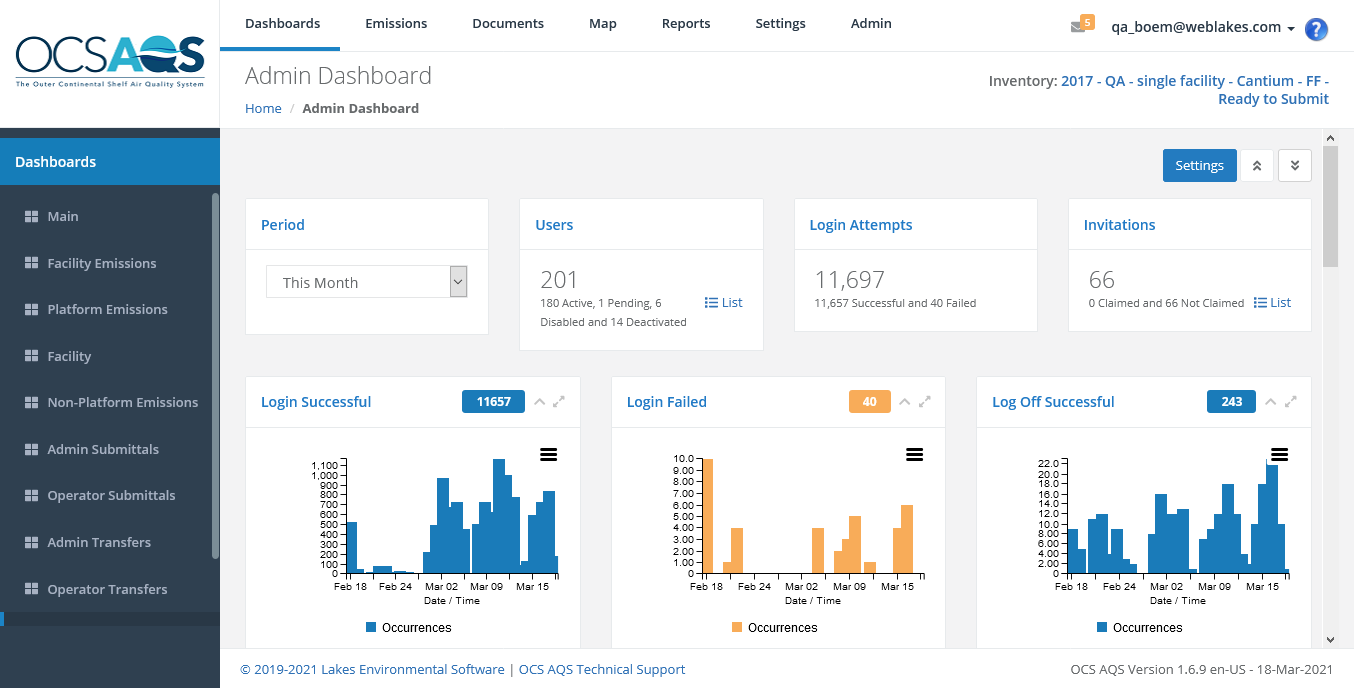 OCSAQS
The Outer Continental Shelf Air Quality System
Dashboards Emissions Documents Map Reports Settings Admin
5 qa_boem@weblakes.com ?
Admin Dashboard
Home / Admin Dashboard
Inventory: 2017 - QA - single facility - Cantium - FF -
Ready to Submit
Dashboards
Main
Facility Emissions
Platform Emissions
Facility
Non-Platform Emissions
Admin Submittals
Operator Submittals
Admin Transfers
Operator Transfers
Settings
Period
This Month
Users
201
180 Active, 1 Pending, 6
Disabled and 14 Deactivated
List
Login Attempts
11,697
11,657 Successful and 40 Failed
Invitations
66
0 Claimed and 66 Not Claimed
List
Login Successful 11657
1,100
1,000
900
800
700
600
500
400
300
200
100
0
Feb 18 Feb 24 Mar 02 Mar 09 Mar 15
Date / Time
Occurrences
Login Failed 40
10.0
9.00
8.00
7.00
6.00
5.00
4.00
3.00
2.00
1.00
0
Feb 18 Feb 24 Mar 02 Mar 09 Mar 15
Date / Time
Occurrences
Log Off Successful 243
22.0
20.0
18.0
16.0
14.0
12.0
10.0
8.00
6.00
4.00
2.00
0
Feb 18 Feb 24 Mar 02 Mar 09 Mar 15
Date / Time
Occurrences
© 2019-2021 Lakes Environmental Software | OCS AQS Technical Support
OCS AQS Version 1.6.9 en-US - 18-Mar-2021